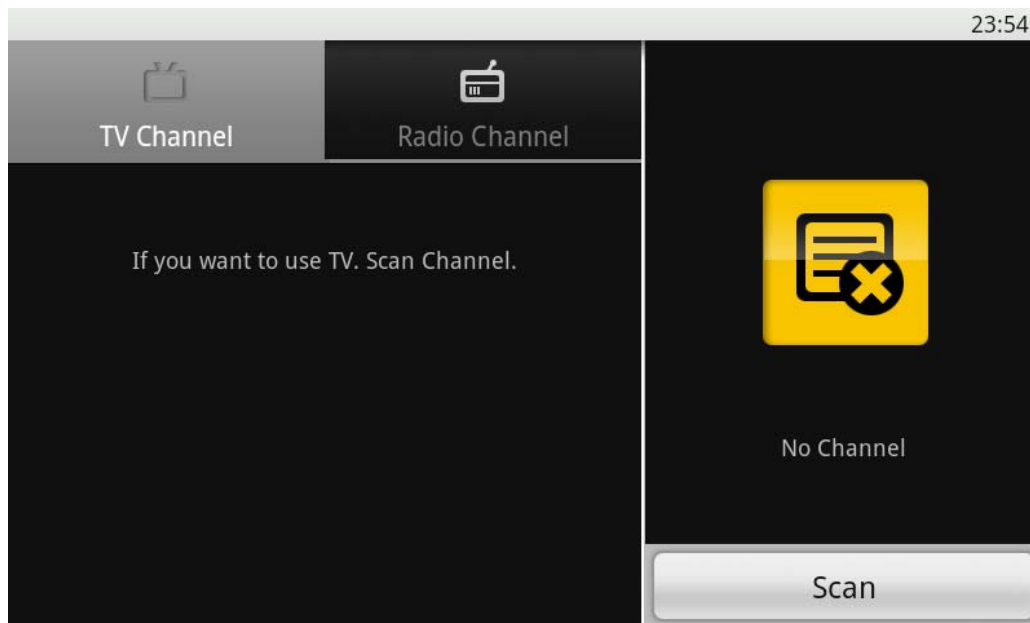 23:54
TV Channel
Radio Channel
If you want to use TV. Scan Channel.
No Channel
Scan